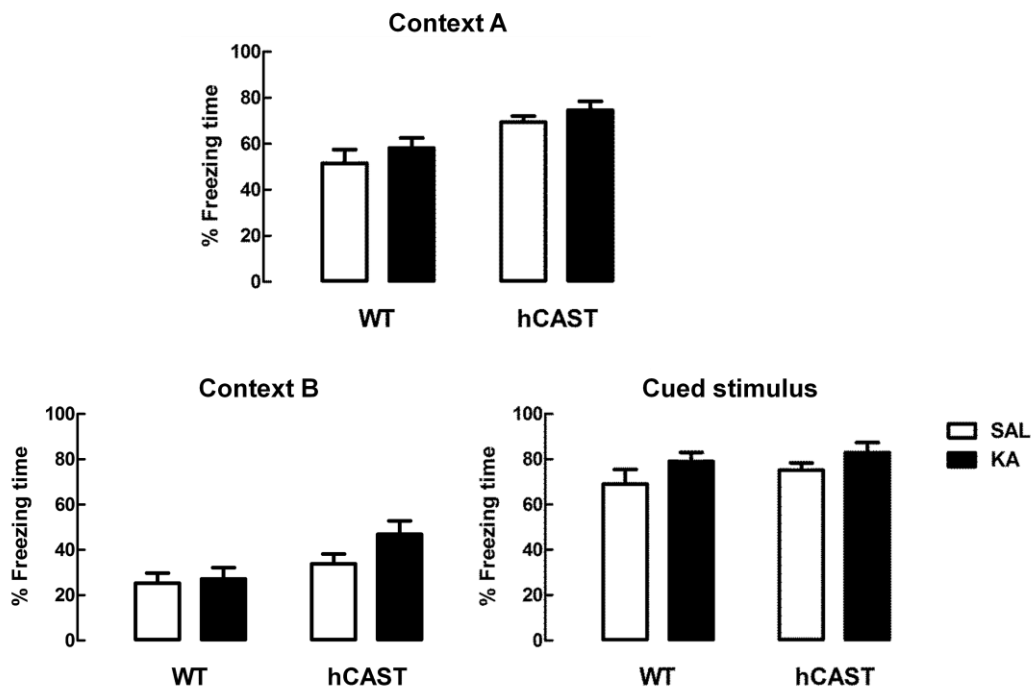 Context A
% Freezing time
100
80
60
40
20
0
WT hCAST
Context B
% Freezing time
100
80
60
40
20
0
WT hCAST
Cued stimulus
% Freezing time
100
80
60
40
20
0
WT hCAST
SAL
KA